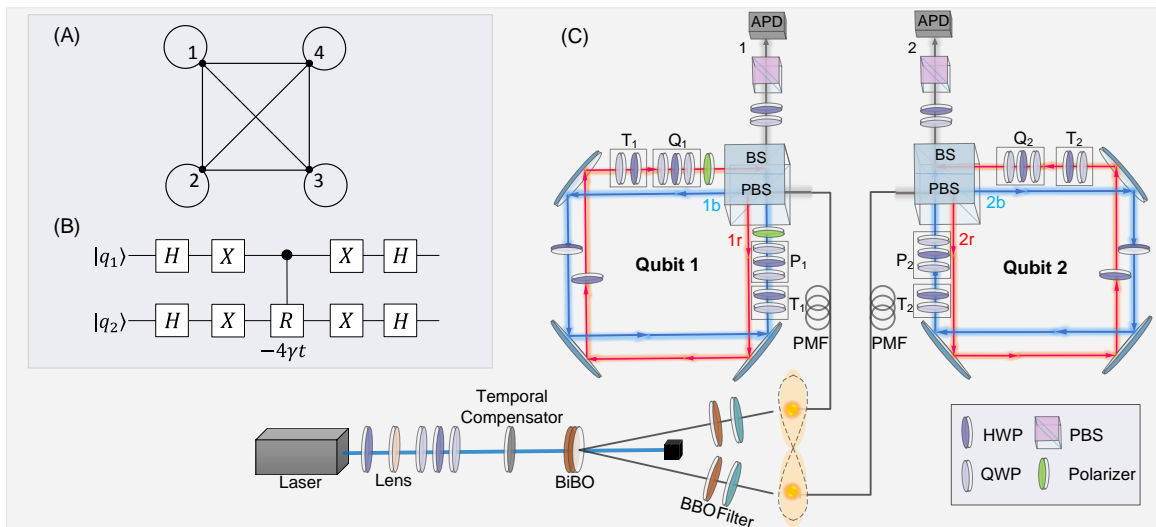 (A)
1
4
2
3
(B)
|q₁⟩ H X X H
|q₂⟩ H X R X H
−4γt
(C)
APD
1
APD
2
T₁
Q₁
BS
PBS
1b
1r
Qubit 1
P₁
T₁
PMF
BS
PBS
2b
2r
Q₂
T₂
Qubit 2
P₂
T₂
PMF
Temporal
Compensator
Laser
Lens
BiBO
BBO
Filter
HWP
PBS
QWP
Polarizer